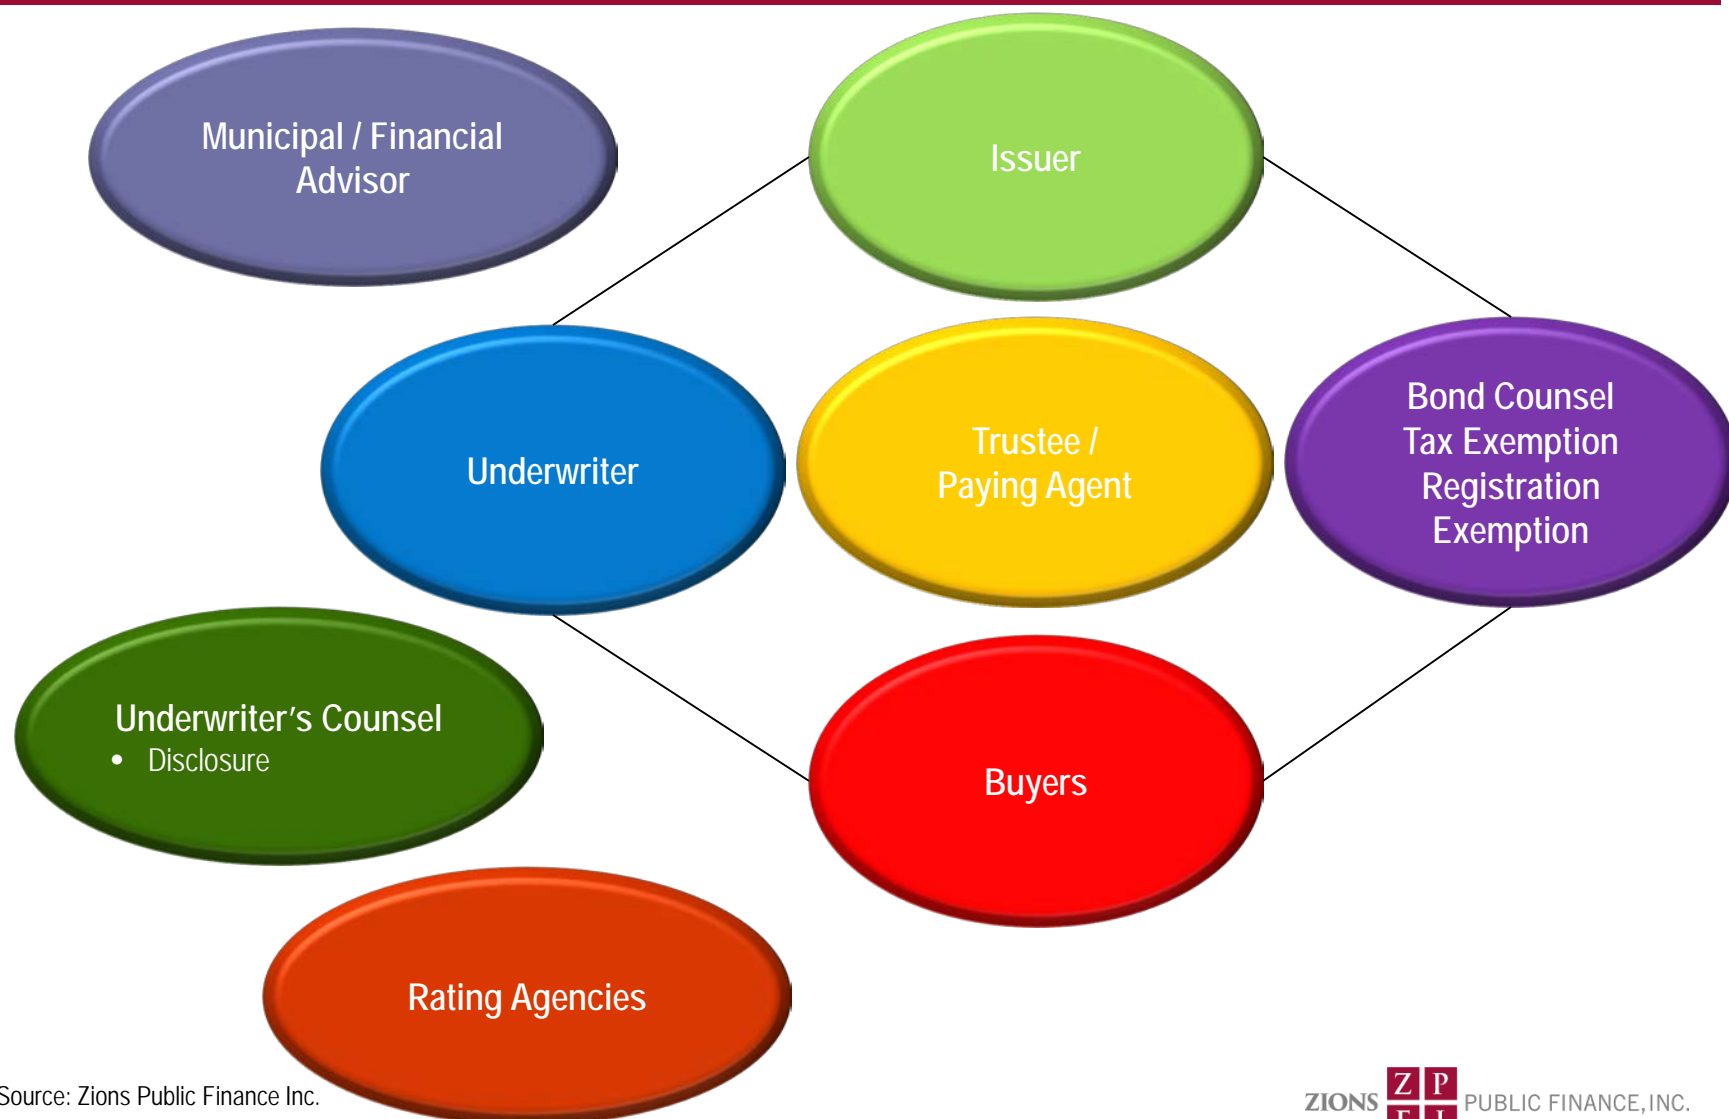 Municipal / Financial
Advisor
Issuer
Underwriter
Trustee /
Paying Agent
Bond Counsel
Tax Exemption
Registration
Exemption
Underwriter’s Counsel
• Disclosure
Buyers
Rating Agencies
Source: Zions Public Finance Inc.
ZIONS
Z P
F I
PUBLIC FINANCE, INC.